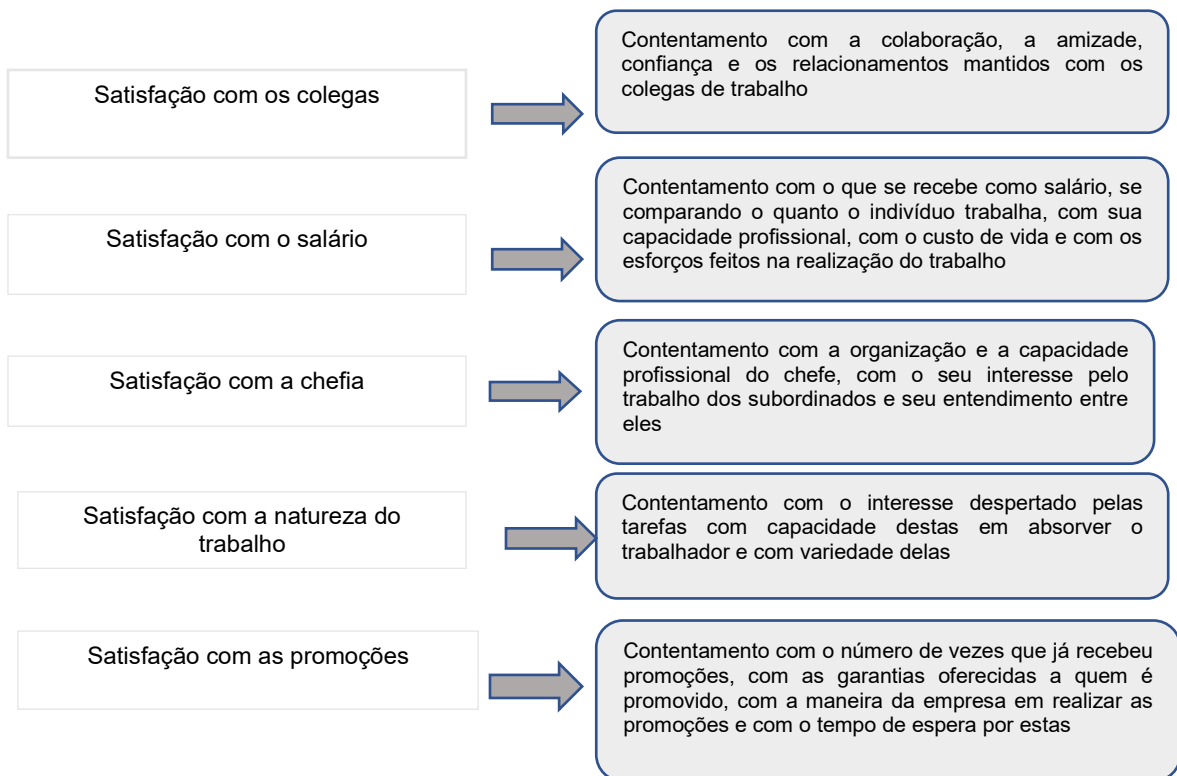 Satisfação com os colegas
Contentamento com a colaboração, a amizade,
confiança e os relacionamentos mantidos com os
colegas de trabalho
Satisfação com o salário
Contentamento com o que se recebe como salário, se
comparando o quanto o indivíduo trabalha, com sua
capacidade profissional, com o custo de vida e com os
esforços feitos na realização do trabalho
Satisfação com a chefia
Contentamento com a organização e a capacidade
profissional do chefe, com o seu interesse pelo
trabalho dos subordinados e seu entendimento entre
eles
Satisfação com a natureza do
trabalho
Contentamento com o interesse despertado pelas
tarefas com capacidade destas em absorver o
trabalhador e com variedade delas
Satisfação com as promoções
Contentamento com o número de vezes que já recebeu
promoções, com as garantias oferecidas a quem é
promovido, com a maneira da empresa em realizar as
promoções e com o tempo de espera por estas